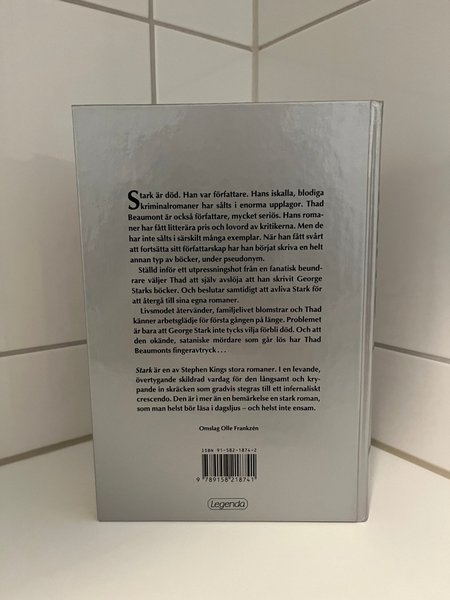 Stark är död. Han var författare. Hans iskalla, blodiga
kriminalromaner har sålts i enorma upplagor. Thad
Beaumont är också författare, mycket seriös. Hans roma-
ner har fått litterära pris och lovord av kritikerna. Men de
har inte sålts i särskilt många exemplar. När han fått svårt
att fortsätta sitt författarskap har han börjat skriva en helt
annan typ av böcker, under pseudonym.
Ställd inför ett utpressningshot från en fanatisk beund-
rare väljer Thad att själv avslöja att han skrivit George
Starks böcker. Och beslutar samtidigt att avliva Stark för
att återgå till sina egna romaner.
Livsmodet återvänder, familjelivet blomstrar och Thad
känner arbetsglädje för första gången på länge. Problemet
är bara att George Stark inte tycks vilja förbli död. Och att
den okände, sataniske mördare som går lös har Thad
Beaumonts fingeravtryck . . .
Stark är en av Stephen Kings stora romaner. I en levande,
övertygande skildrad vardag för den långsamt och kry-
pande in skräcken som gradvis stegras till ett infernaliskt
crescendo. Den är i mer än en bemärkelse en stark roman,
som man helst bör läsa i dagsljus – och helst inte ensam.
Omslag Olle Frankzén
ISBN 91-582-1874-2
9 789158 218741
Legenda